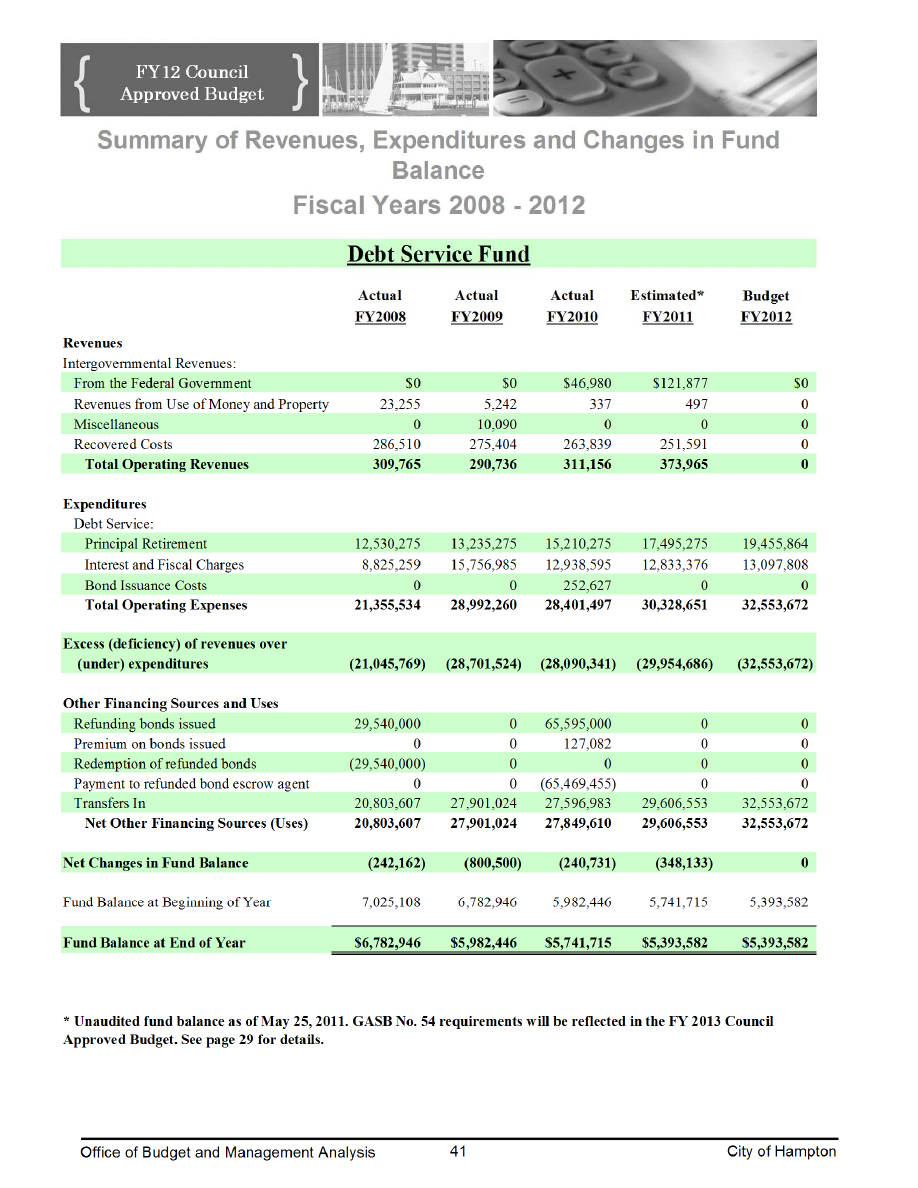 FY12 Council
Approved Budget
Summary of Revenues, Expenditures and Changes in Fund
Balance
Fiscal Years 2008 - 2012
Debt Service Fund
Actual Actual Actual Estimated* Budget
FY2008 FY2009 FY2010 FY2011 FY2012
Revenues
Intergovernmental Revenues:
From the Federal Government $0 $0 $46,980 $121,877 $0
Revenues from Use of Money and Property 23,255 5,242 337 497 0
Miscellaneous 0 10,090 0 0 0
Recovered Costs 286,510 275,404 263,839 251,591 0
Total Operating Revenues 309,765 290,736 311,156 373,965 0
Expenditures
Debt Service:
Principal Retirement 12,530,275 13,235,275 15,210,275 17,495,275 19,455,864
Interest and Fiscal Charges 8,825,259 15,756,985 12,938,595 12,833,376 13,097,808
Bond Issuance Costs 0 0 252,627 0 0
Total Operating Expenses 21,355,534 28,992,260 28,401,497 30,328,651 32,553,672
Excess (deficiency) of revenues over
(under) expenditures (21,045,769) (28,701,524) (28,090,341) (29,954,686) (32,553,672)
Other Financing Sources and Uses
Refunding bonds issued 29,540,000 0 65,595,000 0 0
Premium on bonds issued 0 0 127,082 0 0
Redemption of refunded bonds (29,540,000) 0 0 0 0
Payment to refunded bond escrow agent 0 0 (65,469,455) 0 0
Transfers In 20,803,607 27,901,024 27,596,983 29,606,553 32,553,672
Net Other Financing Sources (Uses) 20,803,607 27,901,024 27,849,610 29,606,553 32,553,672
Net Changes in Fund Balance (242,162) (800,500) (240,731) (348,133) 0
Fund Balance at Beginning of Year 7,025,108 6,782,946 5,982,446 5,741,715 5,393,582
Fund Balance at End of Year $6,782,946 $5,982,446 $5,741,715 $5,393,582 $5,393,582
* Unaudited fund balance as of May 25, 2011. GASB No. 54 requirements will be reflected in the FY 2013 Council
Approved Budget. See page 29 for details.
Office of Budget and Management Analysis 41 City of Hampton